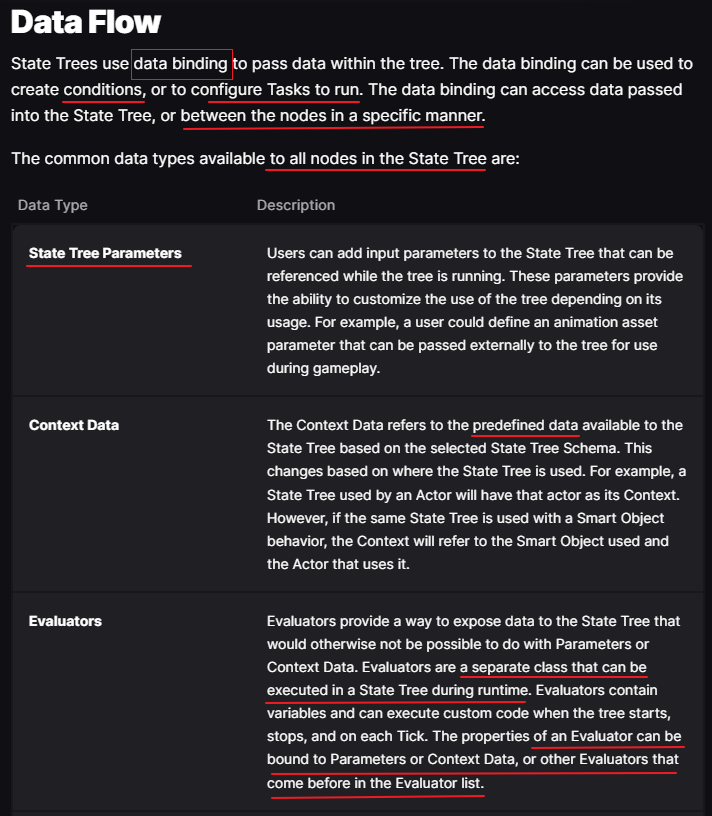 Data Flow
State Trees use data binding to pass data within the tree. The data binding can be used to
create conditions, or to configure Tasks to run. The data binding can access data passed
into the State Tree, or between the nodes in a specific manner.
The common data types available to all nodes in the State Tree are:
Data Type Description
State Tree Parameters
Users can add input parameters to the State Tree that can be
referenced while the tree is running. These parameters provide
the ability to customize the use of the tree depending on its
usage. For example, a user could define an animation asset
parameter that can be passed externally to the tree for use
during gameplay.
Context Data
The Context Data refers to the predefined data available to the
State Tree based on the selected State Tree Schema. This
changes based on where the State Tree is used. For example, a
State Tree used by an Actor will have that actor as its Context.
However, if the same State Tree is used with a Smart Object
behavior, the Context will refer to the Smart Object used and
the Actor that uses it.
Evaluators
Evaluators provide a way to expose data to the State Tree that
would otherwise not be possible to do with Parameters or
Context Data. Evaluators are a separate class that can be
executed in a State Tree during runtime. Evaluators contain
variables and can execute custom code when the tree starts,
stops, and on each Tick. The properties of an Evaluator can be
bound to Parameters or Context Data, or other Evaluators that
come before in the Evaluator list.